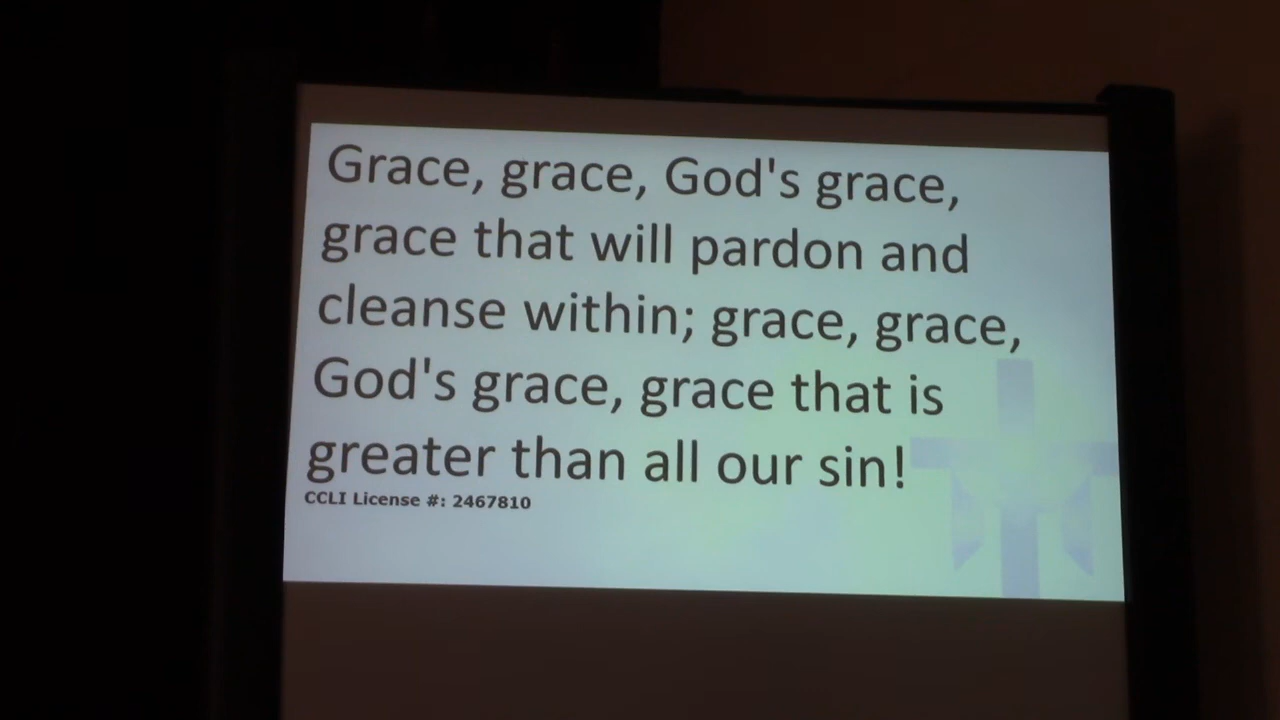 Grace, grace, God's grace,
grace that will pardon and
cleanse within; grace, grace,
God's grace, grace that is
greater than all our sin!
CCLI License #: 2467810